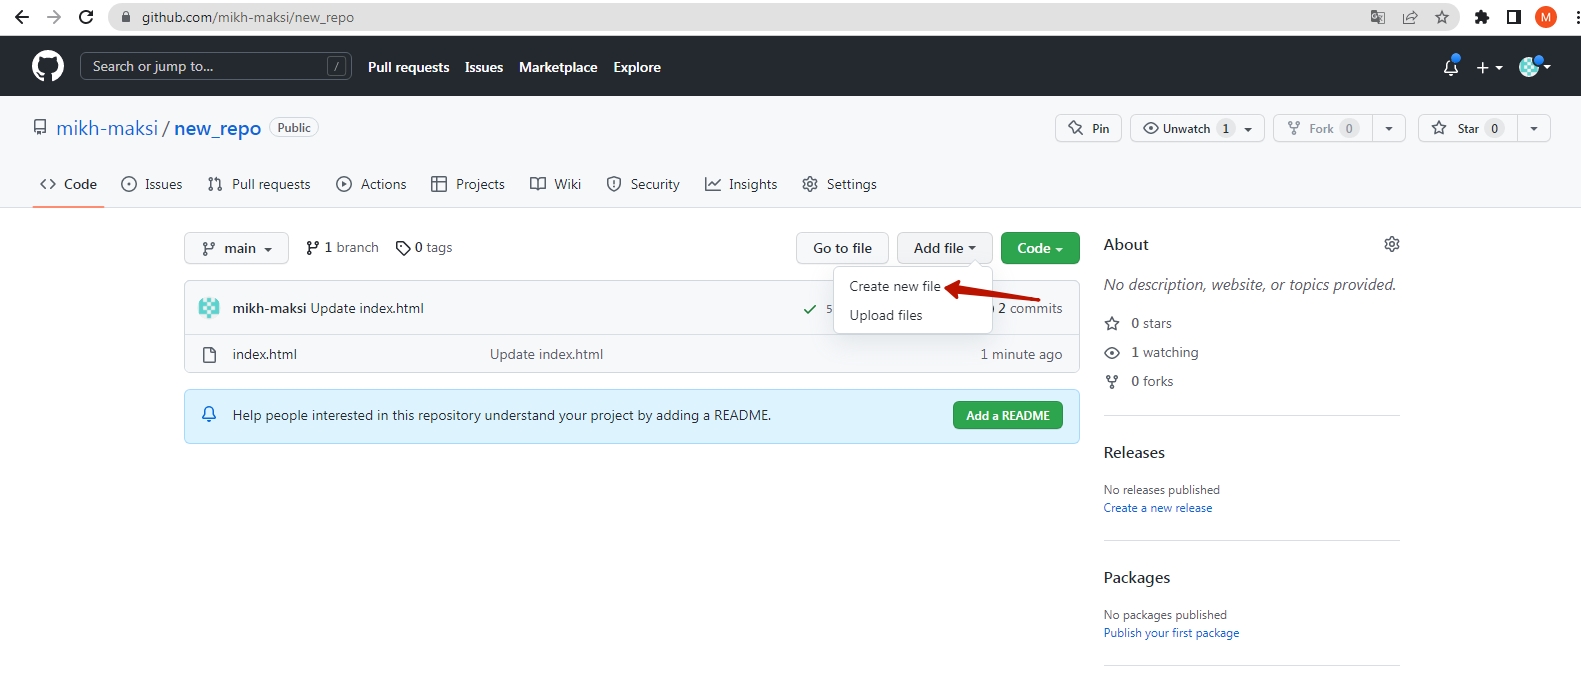 github.com/mikh-maksi/new_repo
M
Search or jump to... /
Pull requests Issues Marketplace Explore
mikh-maksi / new_repo Public
Pin Unwatch 1 Fork 0 Star 0
Code Issues Pull requests Actions Projects Wiki Security Insights Settings
main 1 branch 0 tags Go to file Add file Code
Create new file
Upload files
mikh-maksi Update index.html 5 2 commits
index.html Update index.html 1 minute ago
Help people interested in this repository understand your project by adding a README. Add a README
About
No description, website, or topics provided.
0 stars
1 watching
0 forks
Releases
No releases published
Create a new release
Packages
No packages published
Publish your first package